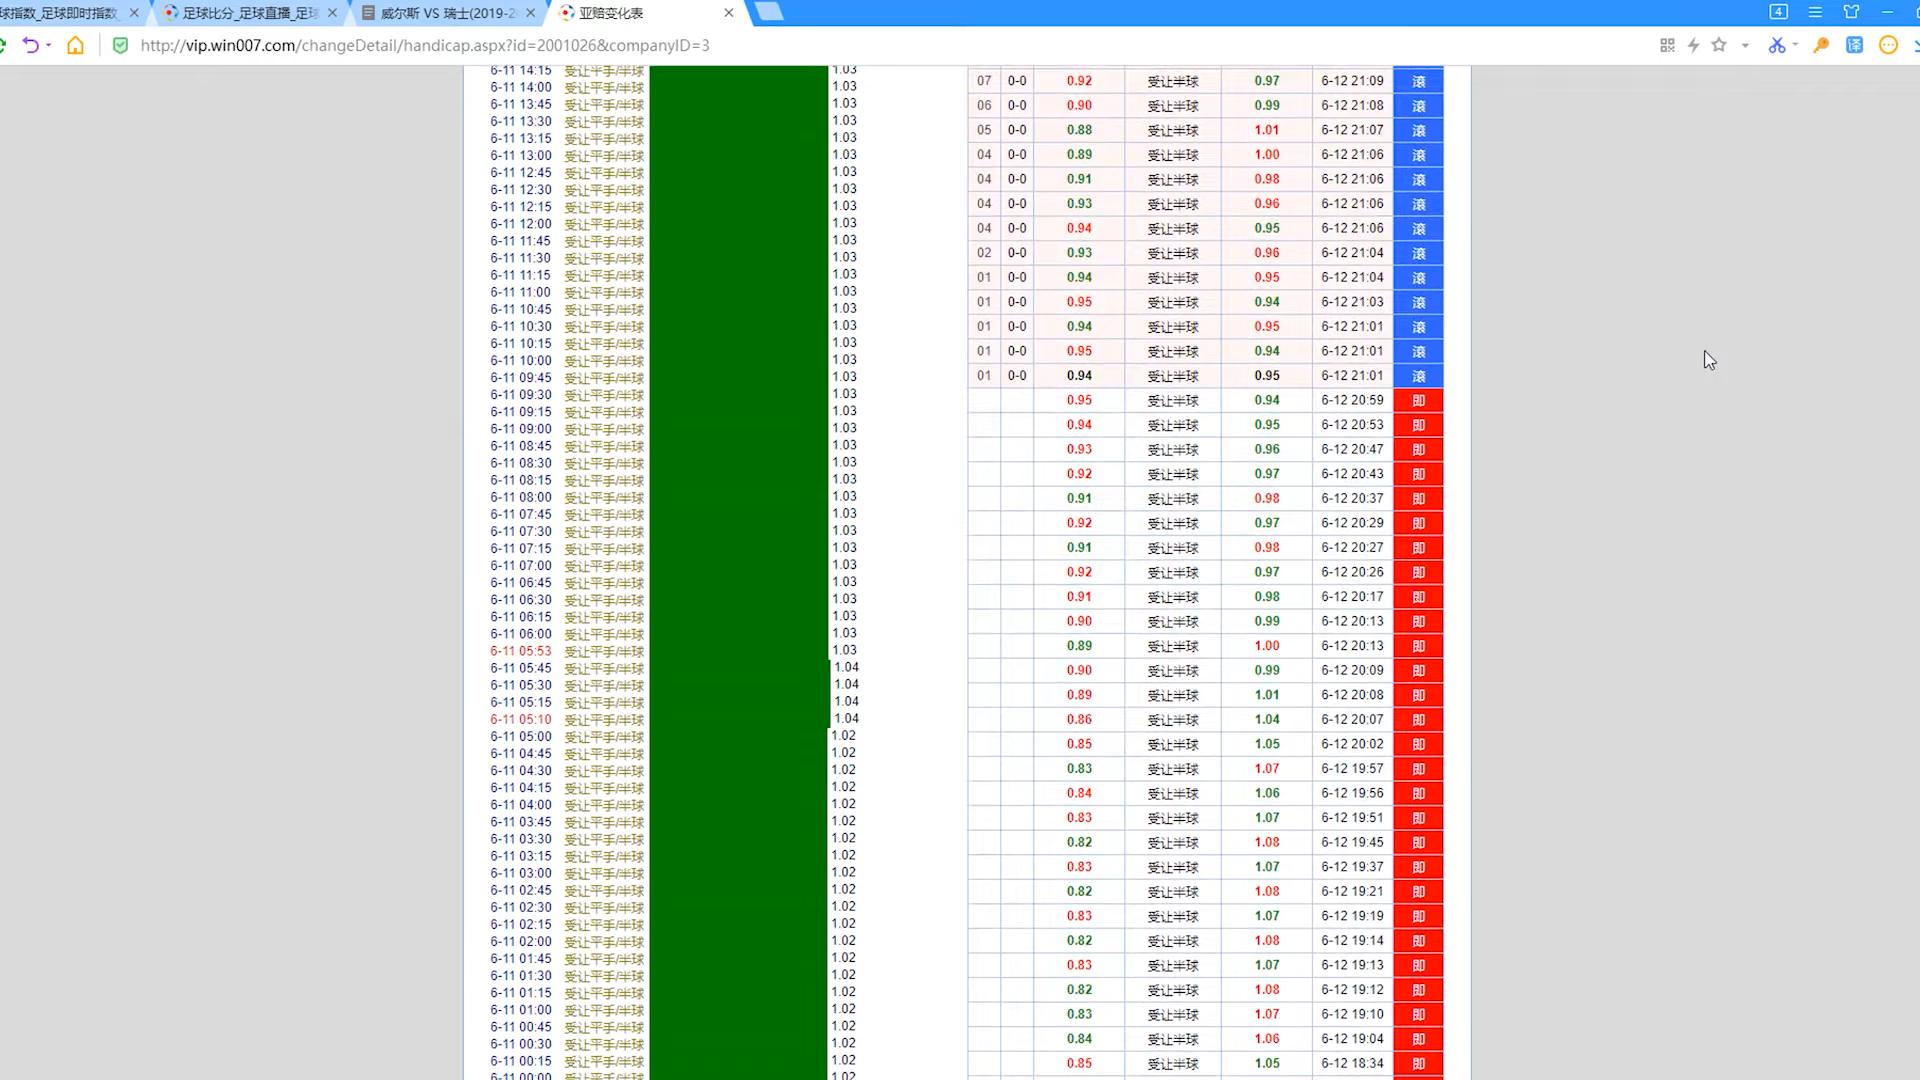 球指数_足球即时指数_
足球比分_足球直播_足球
威尔斯 VS 瑞士(2019-2
亚赔变化表
4
http://vip.win007.com/changeDetail/handicap.aspx?id=2001026&companyID=3
译
6-11 14:15 受让平手/半球 1.03
6-11 14:00 受让平手/半球 1.03
6-11 13:45 受让平手/半球 1.03
6-11 13:30 受让平手/半球 1.03
6-11 13:15 受让平手/半球 1.03
6-11 13:00 受让平手/半球 1.03
6-11 12:45 受让平手/半球 1.03
6-11 12:30 受让平手/半球 1.03
6-11 12:15 受让平手/半球 1.03
6-11 12:00 受让平手/半球 1.03
6-11 11:45 受让平手/半球 1.03
6-11 11:30 受让平手/半球 1.03
6-11 11:15 受让平手/半球 1.03
6-11 11:00 受让平手/半球 1.03
6-11 10:45 受让平手/半球 1.03
6-11 10:30 受让平手/半球 1.03
6-11 10:15 受让平手/半球 1.03
6-11 10:00 受让平手/半球 1.03
6-11 09:45 受让平手/半球 1.03
6-11 09:30 受让平手/半球 1.03
6-11 09:15 受让平手/半球 1.03
6-11 09:00 受让平手/半球 1.03
6-11 08:45 受让平手/半球 1.03
6-11 08:30 受让平手/半球 1.03
6-11 08:15 受让平手/半球 1.03
6-11 08:00 受让平手/半球 1.03
6-11 07:45 受让平手/半球 1.03
6-11 07:30 受让平手/半球 1.03
6-11 07:15 受让平手/半球 1.03
6-11 07:00 受让平手/半球 1.03
6-11 06:45 受让平手/半球 1.03
6-11 06:30 受让平手/半球 1.03
6-11 06:15 受让平手/半球 1.03
6-11 06:00 受让平手/半球 1.03
6-11 05:53 受让平手/半球 1.03
6-11 05:45 受让平手/半球 1.04
6-11 05:30 受让平手/半球 1.04
6-11 05:15 受让平手/半球 1.04
6-11 05:10 受让平手/半球 1.04
6-11 05:00 受让平手/半球 1.02
6-11 04:45 受让平手/半球 1.02
6-11 04:30 受让平手/半球 1.02
6-11 04:15 受让平手/半球 1.02
6-11 04:00 受让平手/半球 1.02
6-11 03:45 受让平手/半球 1.02
6-11 03:30 受让平手/半球 1.02
6-11 03:15 受让平手/半球 1.02
6-11 03:00 受让平手/半球 1.02
6-11 02:45 受让平手/半球 1.02
6-11 02:30 受让平手/半球 1.02
6-11 02:15 受让平手/半球 1.02
6-11 02:00 受让平手/半球 1.02
6-11 01:45 受让平手/半球 1.02
6-11 01:30 受让平手/半球 1.02
6-11 01:15 受让平手/半球 1.02
6-11 01:00 受让平手/半球 1.02
6-11 00:45 受让平手/半球 1.02
6-11 00:30 受让平手/半球 1.02
6-11 00:15 受让平手/半球 1.02
6-11 00:00 受让平手/半球 1.02
07 0-0 0.92 受让半球 0.97 6-12 21:09 滚
06 0-0 0.90 受让半球 0.99 6-12 21:08 滚
05 0-0 0.88 受让半球 1.01 6-12 21:07 滚
04 0-0 0.89 受让半球 1.00 6-12 21:06 滚
04 0-0 0.91 受让半球 0.98 6-12 21:06 滚
04 0-0 0.93 受让半球 0.96 6-12 21:06 滚
04 0-0 0.94 受让半球 0.95 6-12 21:06 滚
02 0-0 0.93 受让半球 0.96 6-12 21:04 滚
01 0-0 0.94 受让半球 0.95 6-12 21:04 滚
01 0-0 0.95 受让半球 0.94 6-12 21:03 滚
01 0-0 0.94 受让半球 0.95 6-12 21:01 滚
01 0-0 0.95 受让半球 0.94 6-12 21:01 滚
01 0-0 0.94 受让半球 0.95 6-12 21:01 滚
0.95 受让半球 0.94 6-12 20:59 即
0.94 受让半球 0.95 6-12 20:53 即
0.93 受让半球 0.96 6-12 20:47 即
0.92 受让半球 0.97 6-12 20:43 即
0.91 受让半球 0.98 6-12 20:37 即
0.92 受让半球 0.97 6-12 20:29 即
0.91 受让半球 0.98 6-12 20:27 即
0.92 受让半球 0.97 6-12 20:26 即
0.91 受让半球 0.98 6-12 20:17 即
0.90 受让半球 0.99 6-12 20:13 即
0.89 受让半球 1.00 6-12 20:13 即
0.90 受让半球 0.99 6-12 20:09 即
0.89 受让半球 1.01 6-12 20:08 即
0.86 受让半球 1.04 6-12 20:07 即
0.85 受让半球 1.05 6-12 20:02 即
0.83 受让半球 1.07 6-12 19:57 即
0.84 受让半球 1.06 6-12 19:56 即
0.83 受让半球 1.07 6-12 19:51 即
0.82 受让半球 1.08 6-12 19:45 即
0.83 受让半球 1.07 6-12 19:37 即
0.82 受让半球 1.08 6-12 19:21 即
0.83 受让半球 1.07 6-12 19:19 即
0.82 受让半球 1.08 6-12 19:14 即
0.83 受让半球 1.07 6-12 19:13 即
0.82 受让半球 1.08 6-12 19:12 即
0.83 受让半球 1.07 6-12 19:10 即
0.84 受让半球 1.06 6-12 19:04 即
0.85 受让半球 1.05 6-12 18:34 即